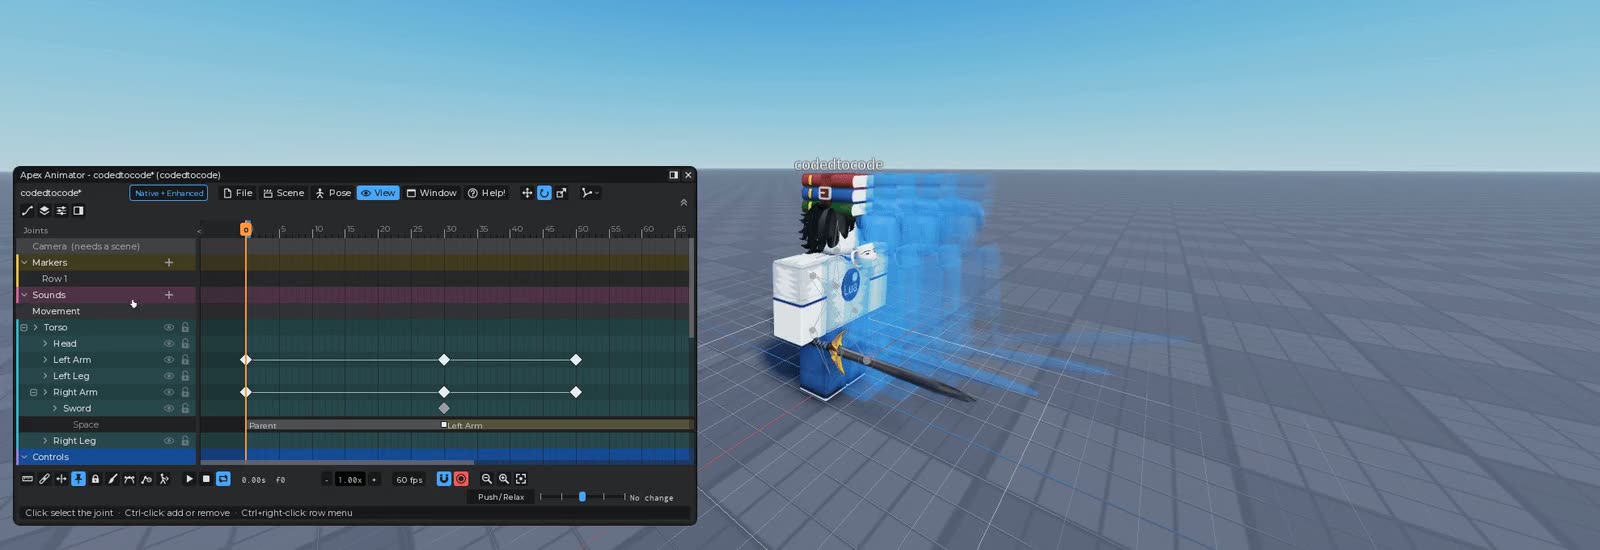 codedtocode
Apex Animator - codedtocode* (codedtocode)
codedtocode* Native + Enhanced File Scene Pose View Window Help!
Joints 0 5 10 15 20 25 30 35 40 45 50 55 60 65
Camera (needs a scene)
Markers
Row 1
Sounds
Movement
Torso
Head
Left Arm
Left Leg
Right Arm
Sword
Space Parent Left Arm
Right Leg
Controls
0.00s f0 - 1.00x + 60 fps
Push/Relax No change
Click: select the joint · Ctrl-click: add or remove · Ctrl+right-click: row menu
Lua